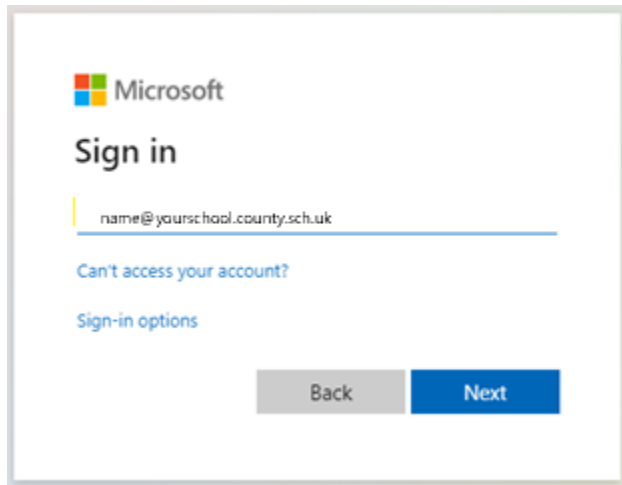 Microsoft
Sign in
name@yourschool.county.sch.uk
Can't access your account?
Sign-in options
Back Next